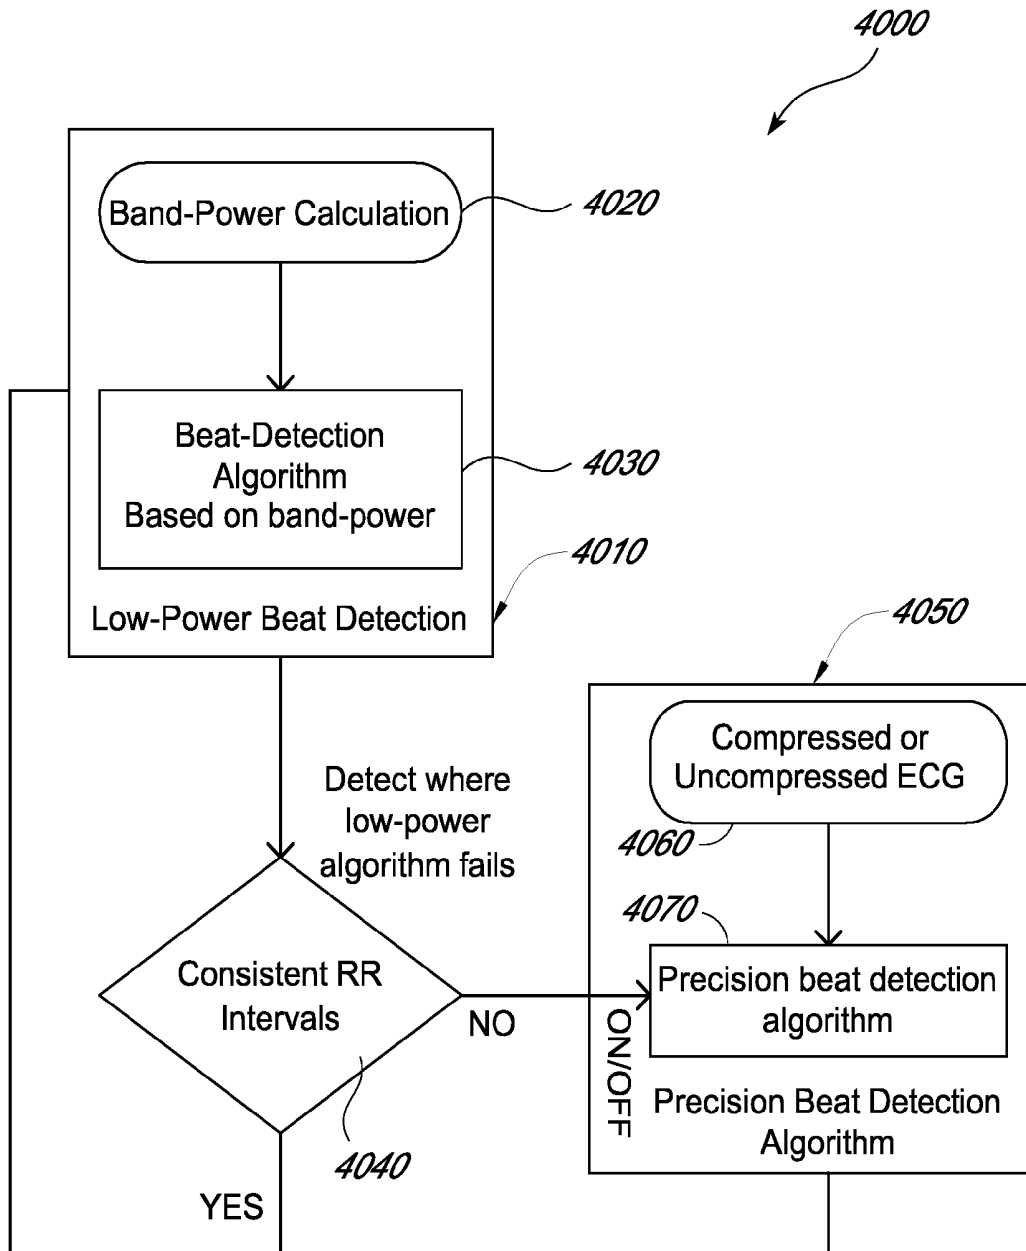 4000
Band-Power Calculation
4020
Beat-Detection
Algorithm
Based on band-power
4030
4010
Low-Power Beat Detection
4050
Compressed or
Uncompressed ECG
4060
Detect where
low-power
algorithm fails
4070
Consistent RR
Intervals
NO
ON/OFF
Precision beat detection
algorithm
Precision Beat Detection
Algorithm
4040
YES